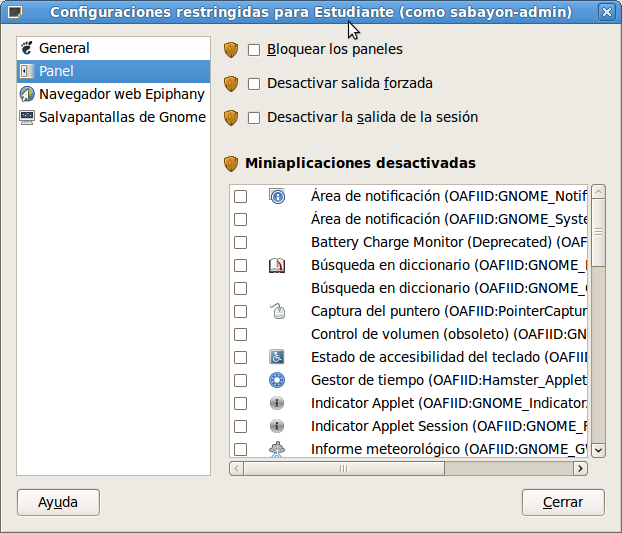 Configuraciones restringidas para Estudiante (como sabayon-admin)
General
Panel
Navegador web Epiphany
Salvapantallas de Gnome
Bloquear los paneles
Desactivar salida forzada
Desactivar la salida de la sesión
Miniaplicaciones desactivadas
Área de notificación (OAFIID:GNOME_Notif
Área de notificación (OAFIID:GNOME_Syste
Battery Charge Monitor (Deprecated) (OAF
Búsqueda en diccionario (OAFIID:GNOME_
Búsqueda en diccionario (OAFIID:GNOME_
Captura del puntero (OAFIID:PointerCaptur
Control de volumen (obsoleto) (OAFIID:GN
Estado de accesibilidad del teclado (OAFII
Gestor de tiempo (OAFIID:Hamster_Applet
Indicator Applet (OAFIID:GNOME_Indicator
Indicator Applet Session (OAFIID:GNOME_F
Informe meteorológico (OAFIID:GNOME_GW
Ayuda
Cerrar